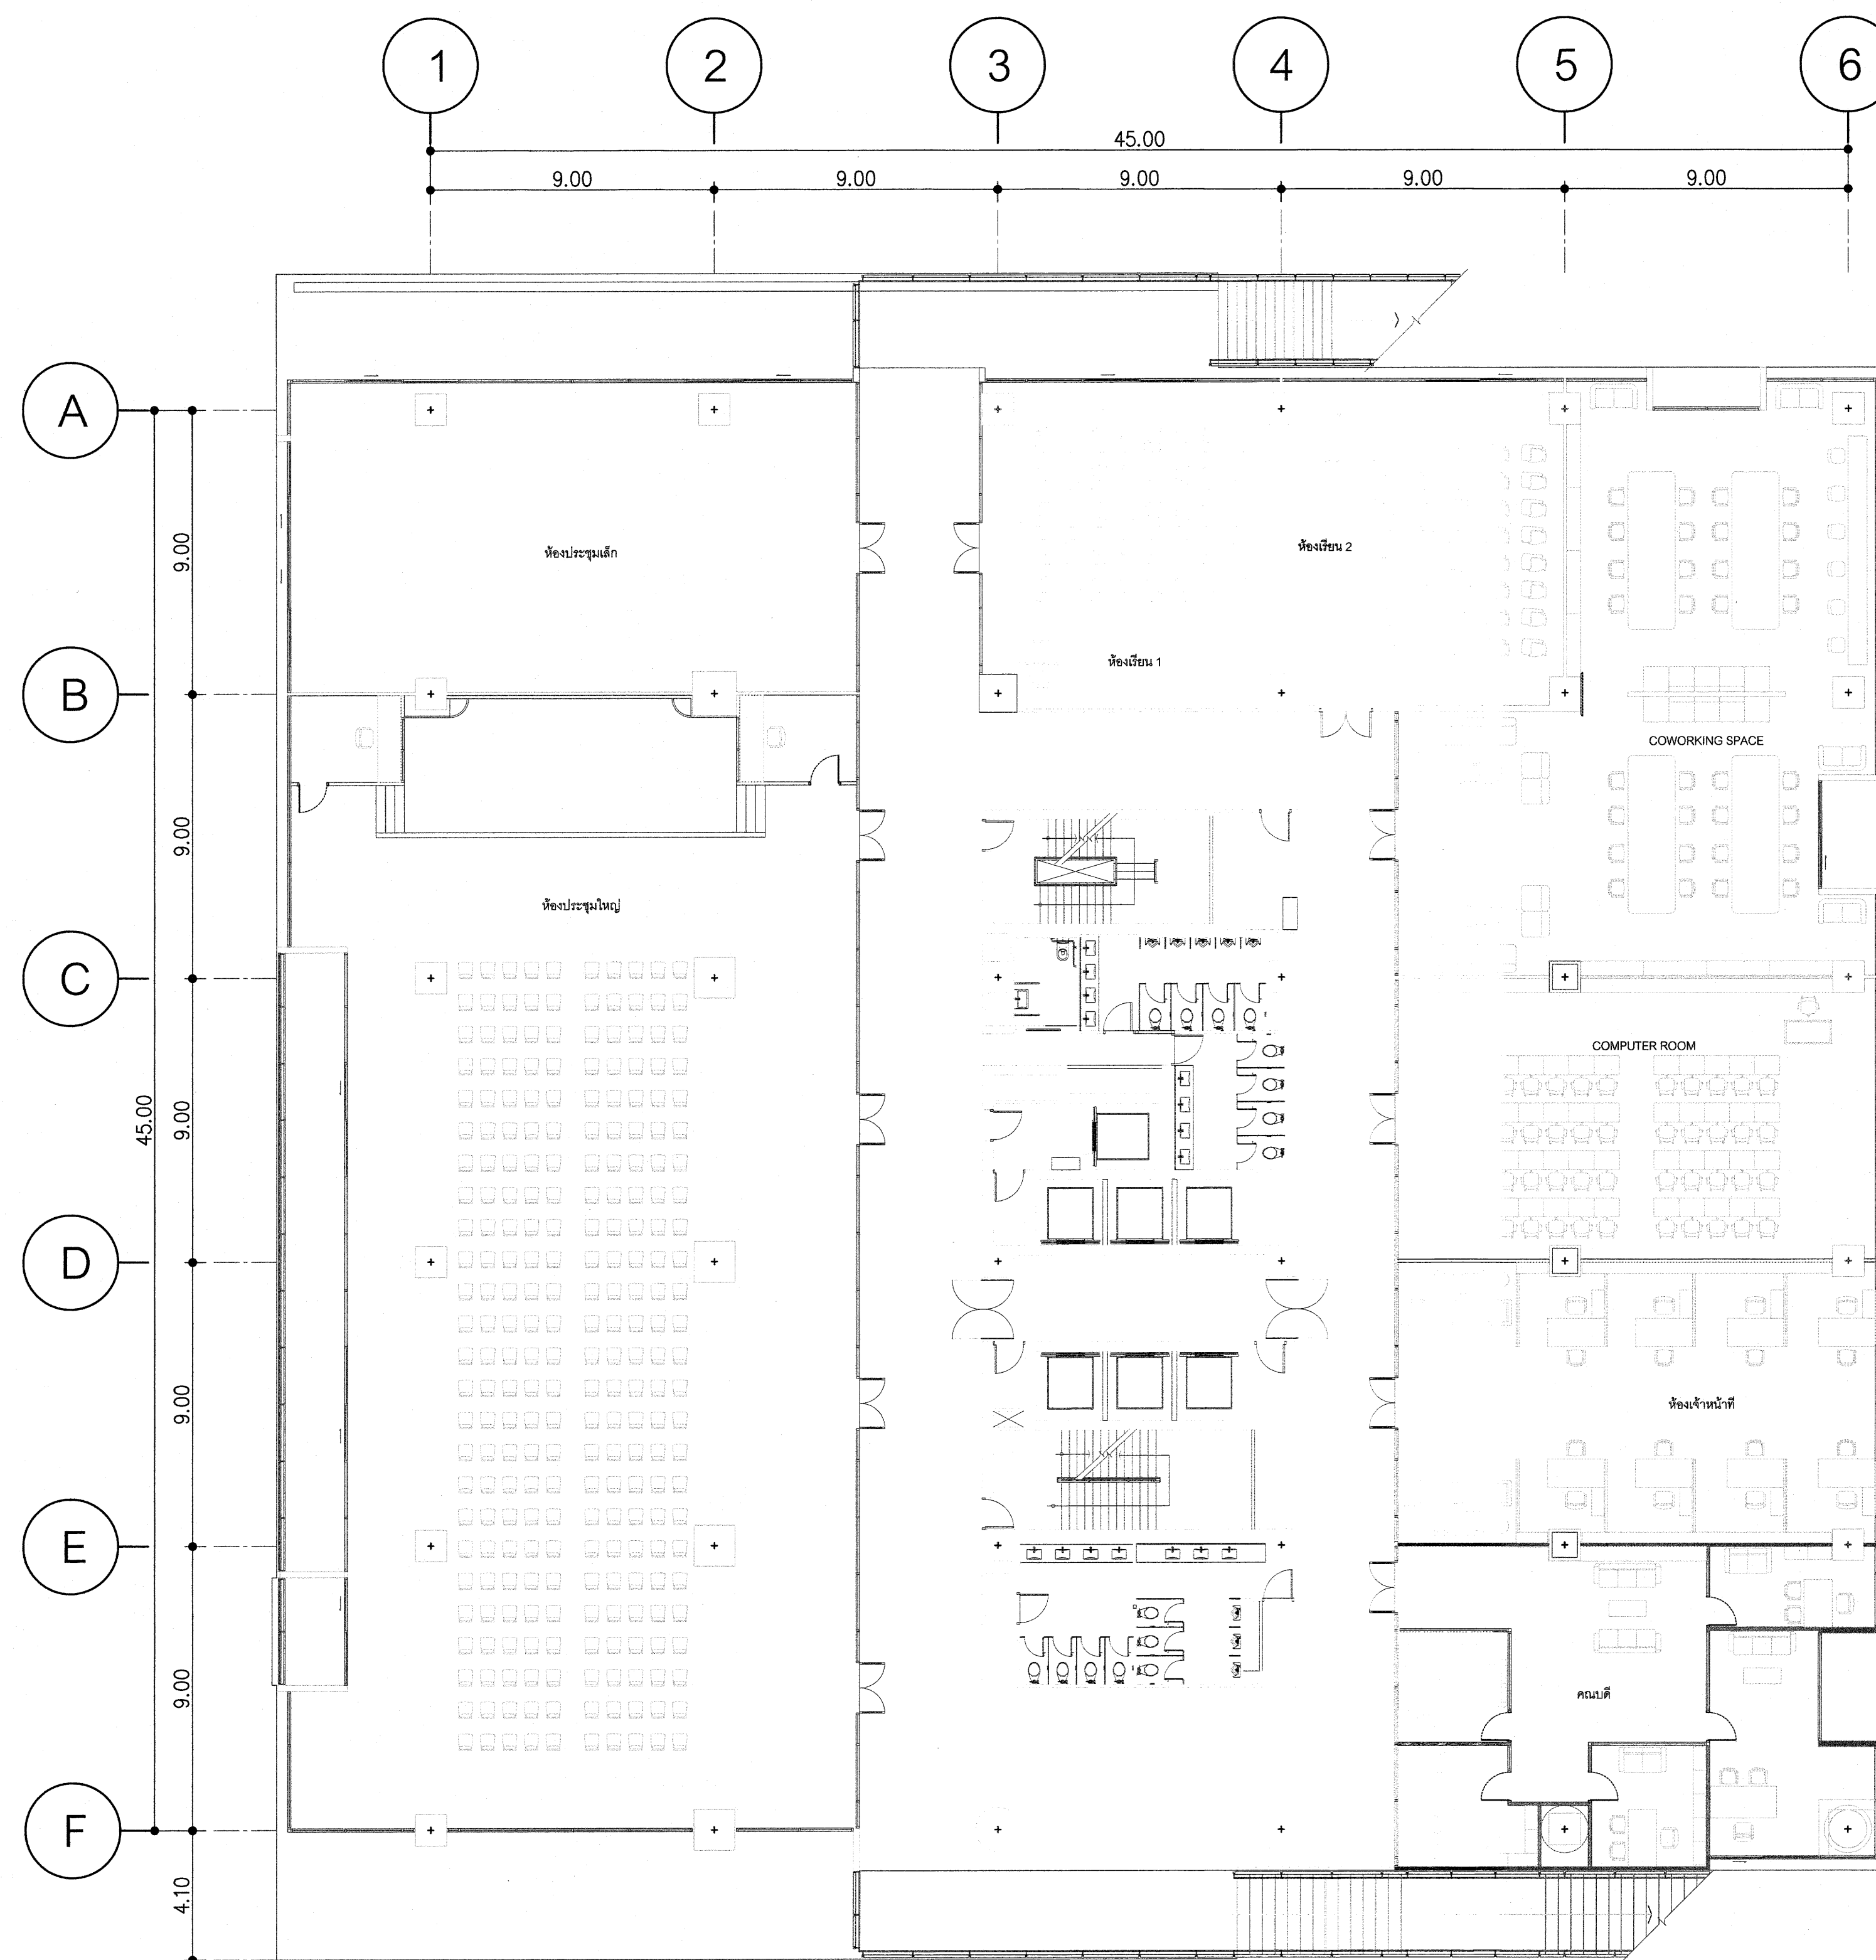 1 2 3 4 5 6
45.00
9.00 9.00 9.00 9.00 9.00
A
9.00
ห้องประชุมเล็ก
ห้องเรียน 2
ห้องเรียน 1
B
COWORKING SPACE
9.00
ห้องประชุมใหญ่
C
COMPUTER ROOM
45.00
9.00
D
9.00
ห้องเจ้าหน้าที่
E
9.00
คณบดี
F
4.10